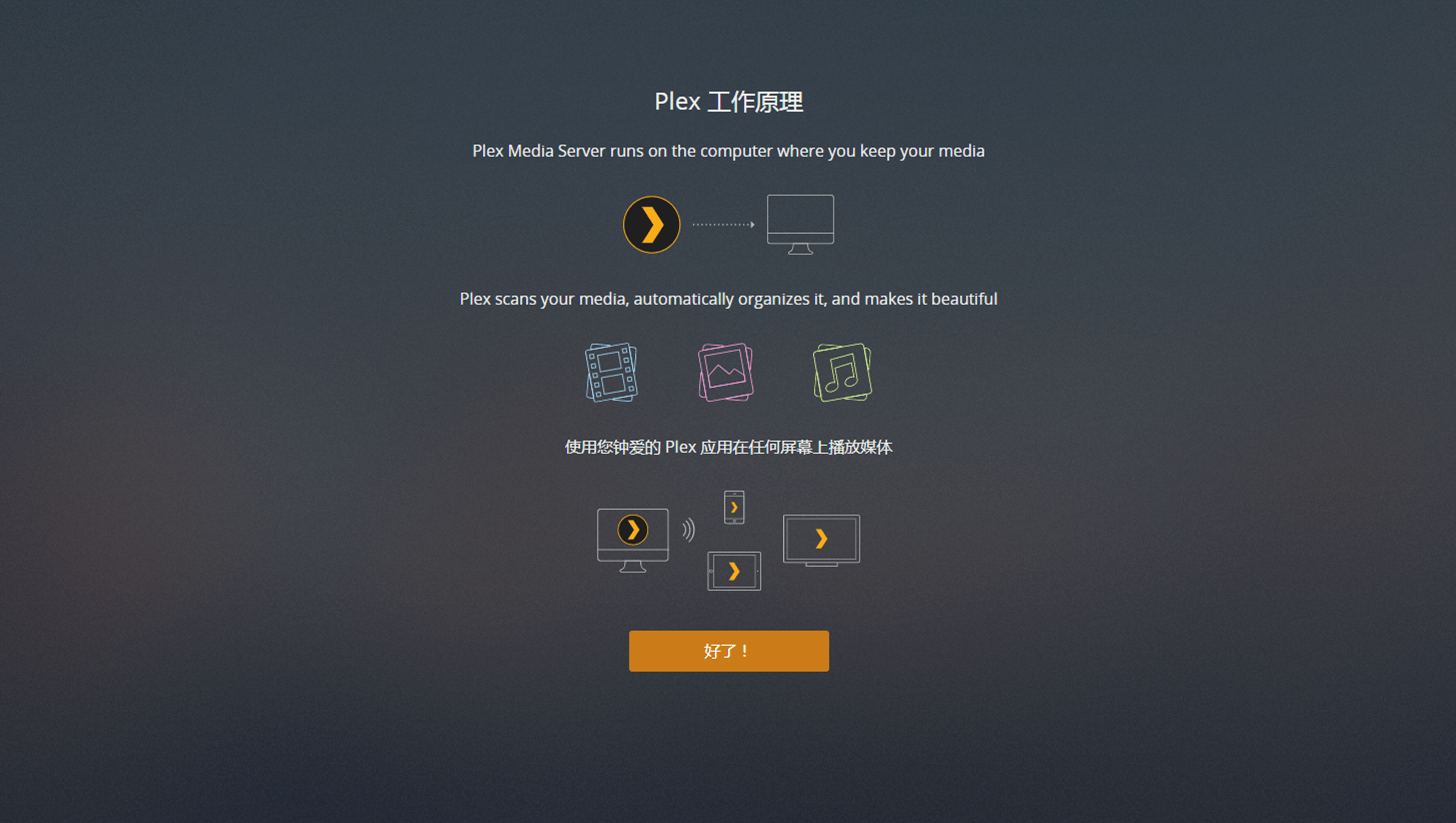 Plex 工作原理
Plex Media Server runs on the computer where you keep your media
Plex scans your media, automatically organizes it, and makes it beautiful
使用您钟爱的 Plex 应用在任何屏幕上播放媒体
好了！